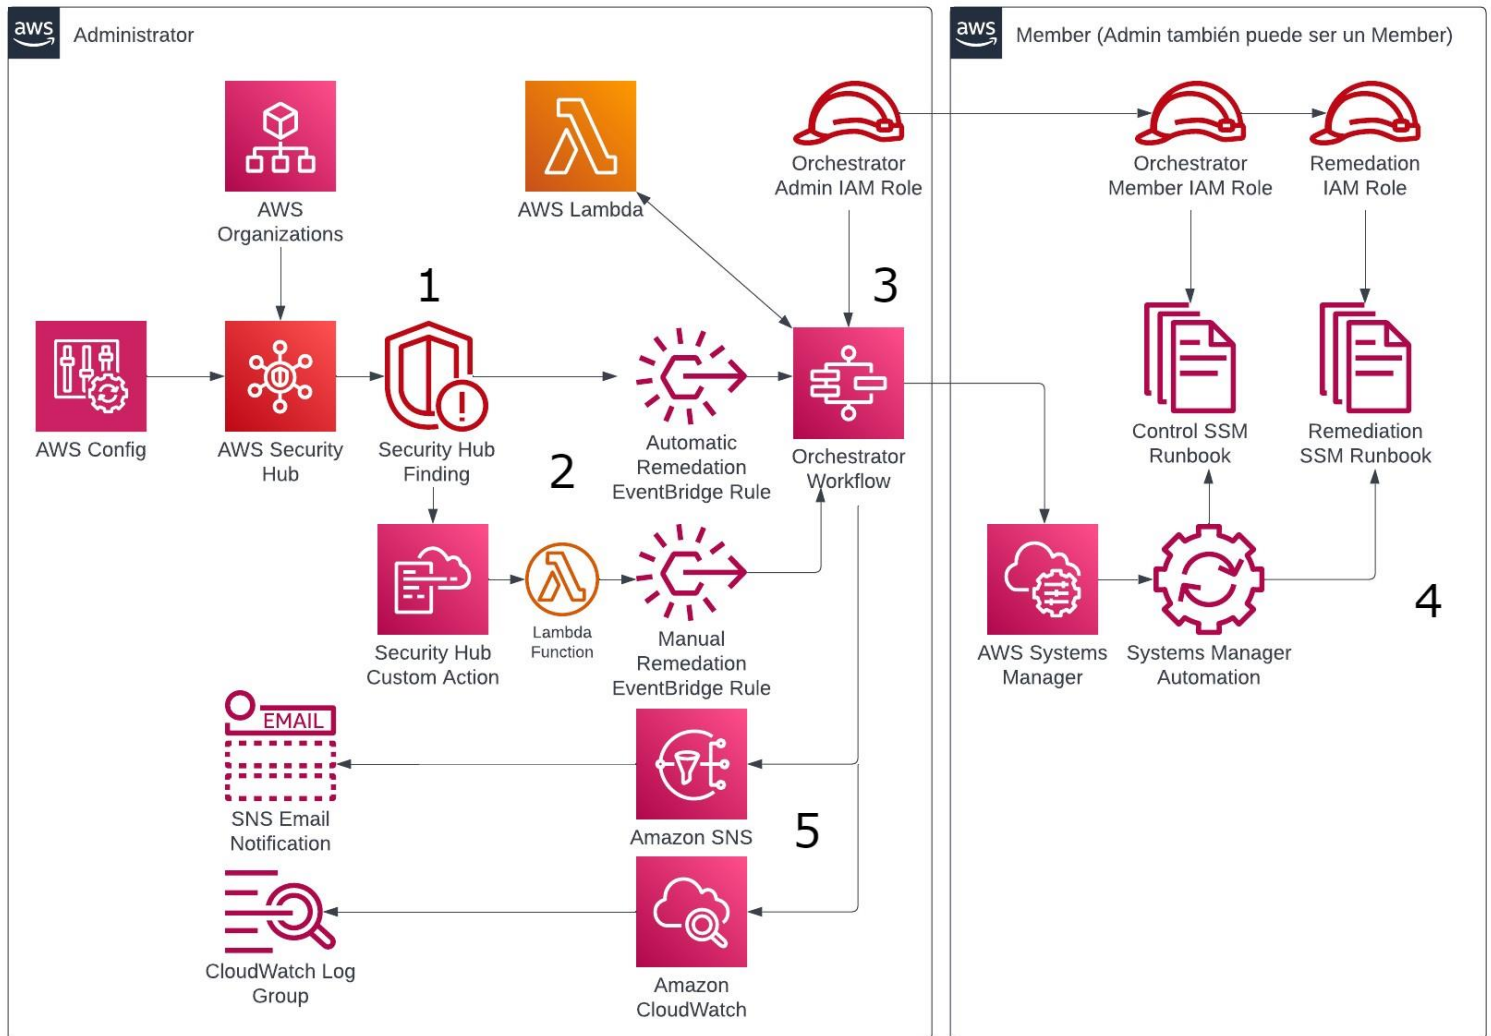 aws
Administrator
aws
Member (Admin también puede ser un Member)
AWS
Organizations
AWS Lambda
Orchestrator
Admin IAM Role
Orchestrator
Member IAM Role
Remedation
IAM Role
1
3
AWS Config
AWS Security
Hub
Security Hub
Finding
2
Automatic
Remedation
EventBridge Rule
Orchestrator
Workflow
Control SSM
Runbook
Remediation
SSM Runbook
Security Hub
Custom Action
Lambda
Function
Manual
Remedation
EventBridge Rule
AWS Systems
Manager
Systems Manager
Automation
4
EMAIL
SNS Email
Notification
Amazon SNS
5
CloudWatch Log
Group
Amazon
CloudWatch